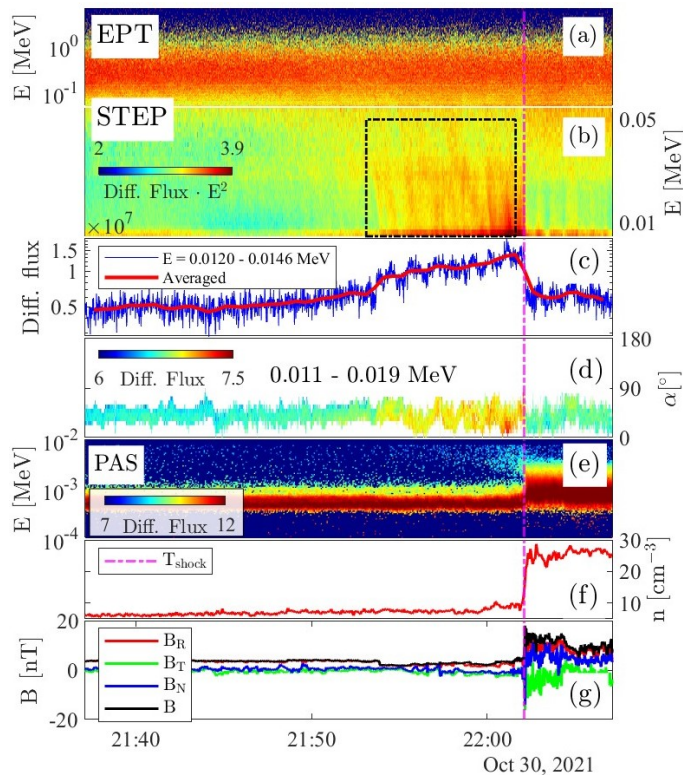 EPT
(a)
E [MeV]
10^0
10^-1
STEP
(b)
2 3.9
Diff. Flux · E^2
0.05
0.01
E [MeV]
×10^7
E = 0.0120 - 0.0146 MeV
Averaged
(c)
Diff. flux
1.5
1
0.5
6 Diff. Flux 7.5
0.011 - 0.019 MeV
(d)
180
90
0
α[°]
PAS
(e)
E [MeV]
10^-2
10^-3
10^-4
7 Diff. Flux 12
T_shock
(f)
30
20
10
n [cm^-3]
B_R
B_T
B_N
B
(g)
B [nT]
20
0
-20
21:40 21:50 22:00
Oct 30, 2021